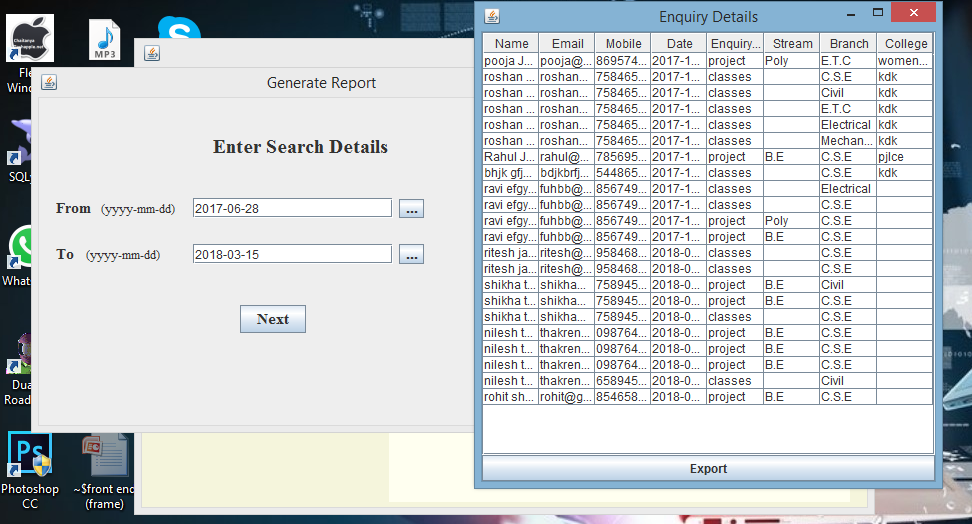 Chaitanya
MP3
Fle
Windo
SQLy
What
Dua
Road
Ps
Photoshop
CC
~$front end
(frame)
Generate Report
Enter Search Details
From (yyyy-mm-dd) 2017-06-28 ...
To (yyyy-mm-dd) 2018-03-15 ...
Next
Enquiry Details
Name Email Mobile Date Enquiry... Stream Branch College
pooja J... pooja@... 869574... 2017-1... project Poly E.T.C women...
roshan ... roshan... 758465... 2017-1... classes C.S.E kdk
roshan ... roshan... 758465... 2017-1... classes Civil kdk
roshan ... roshan... 758465... 2017-1... classes E.T.C kdk
roshan ... roshan... 758465... 2017-1... classes Electrical kdk
roshan ... roshan... 758465... 2017-1... classes Mechan... kdk
Rahul J... rahul@... 785695... 2017-1... project B.E C.S.E pjlce
bhjk gfj... bdjkbrfj... 544865... 2017-1... classes C.S.E kdk
ravi efgy... fuhbb@... 856749... 2017-1... classes Electrical
ravi efgy... fuhbb@... 856749... 2017-1... classes C.S.E
ravi efgy... fuhbb@... 856749... 2017-1... project Poly C.S.E
ravi efgy... fuhbb@... 856749... 2017-1... project B.E C.S.E
ritesh ja... ritesh@... 958468... 2018-0... classes C.S.E
ritesh ja... ritesh@... 958468... 2018-0... classes C.S.E
shikha t... shikha... 758945... 2018-0... project B.E Civil
shikha t... shikha... 758945... 2018-0... project B.E C.S.E
shikha t... shikha... 758945... 2018-0... classes C.S.E
nilesh t... thakren... 098764... 2018-0... project B.E C.S.E
nilesh t... thakren... 098764... 2018-0... project B.E C.S.E
nilesh t... thakren... 098764... 2018-0... project B.E C.S.E
nilesh t... thakren... 658945... 2018-0... classes Civil
rohit sh... rohit@g... 854658... 2018-0... project B.E C.S.E
Export